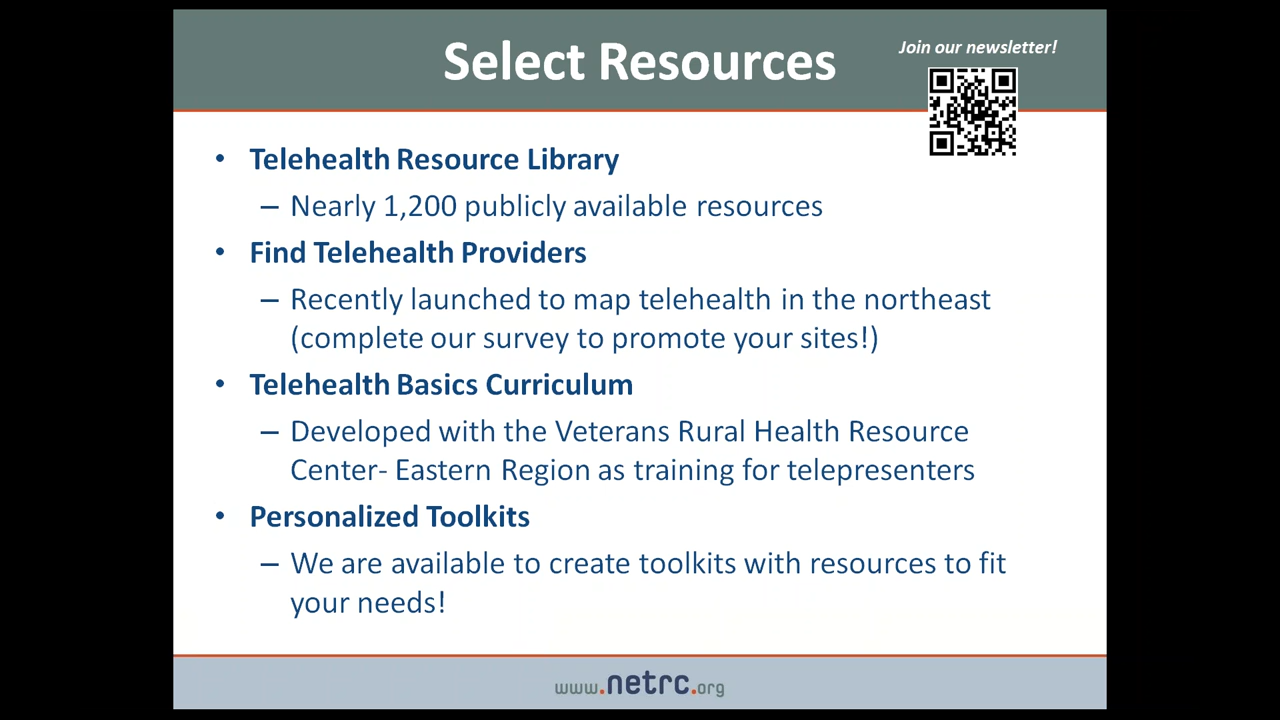 Select Resources
Join our newsletter!
• Telehealth Resource Library
– Nearly 1,200 publicly available resources
• Find Telehealth Providers
– Recently launched to map telehealth in the northeast
(complete our survey to promote your sites!)
• Telehealth Basics Curriculum
– Developed with the Veterans Rural Health Resource
Center- Eastern Region as training for telepresenters
• Personalized Toolkits
– We are available to create toolkits with resources to fit
your needs!
www.netrc.org